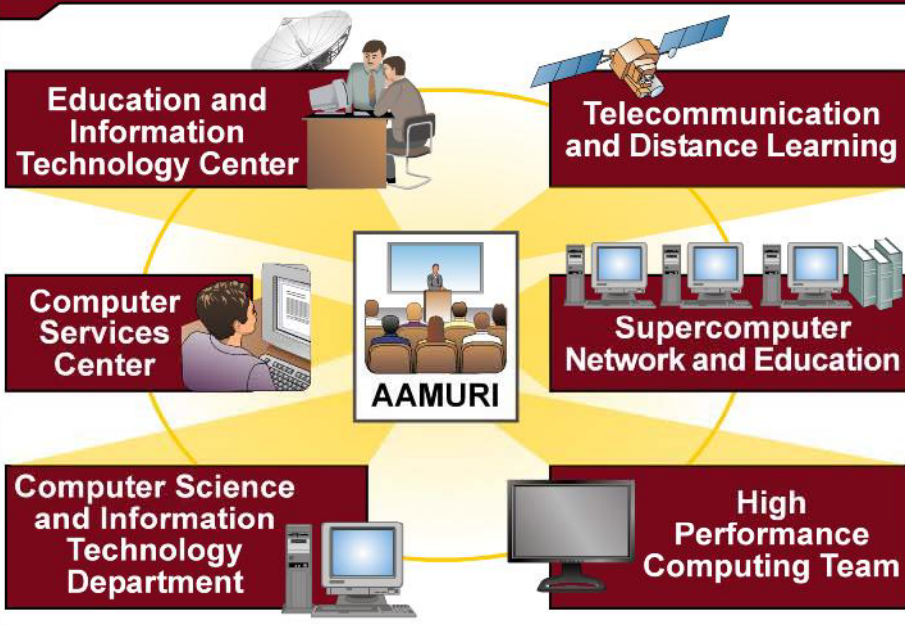 Education and
Information
Technology Center
Telecommunication
and Distance Learning
Computer
Services
Center
AAMURI
Supercomputer
Network and Education
Computer Science
and Information
Technology
Department
High
Performance
Computing Team